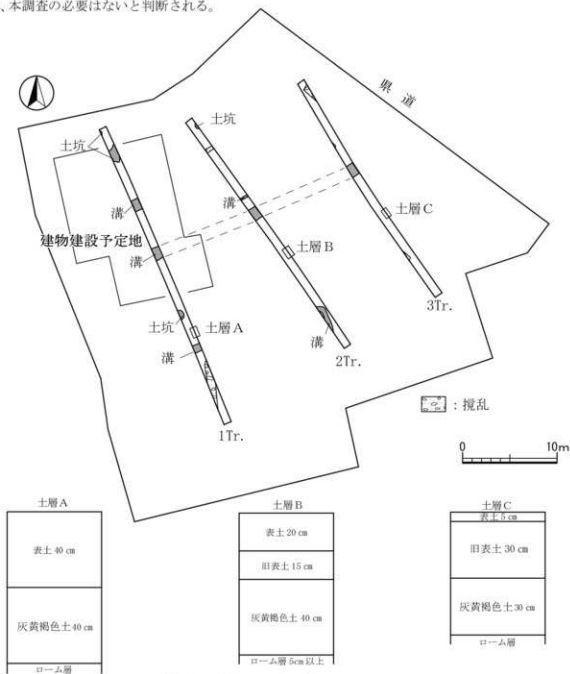 、本調査の必要はないと判断される。
県道
土坑
土坑
溝
溝
建物建設予定地
溝
土層C
土層B
土坑
土層A
溝
溝
3Tr.
2Tr.
1Tr.
：撹乱
0 10m
土層A
表土 40 cm
灰黄褐色土 40 cm
ローム層
土層B
表土 20 cm
旧表土 15 cm
灰黄褐色土 40 cm
ローム層 5cm 以上
土層C
表土 5 cm
旧表土 30 cm
灰黄褐色土 30 cm
ローム層